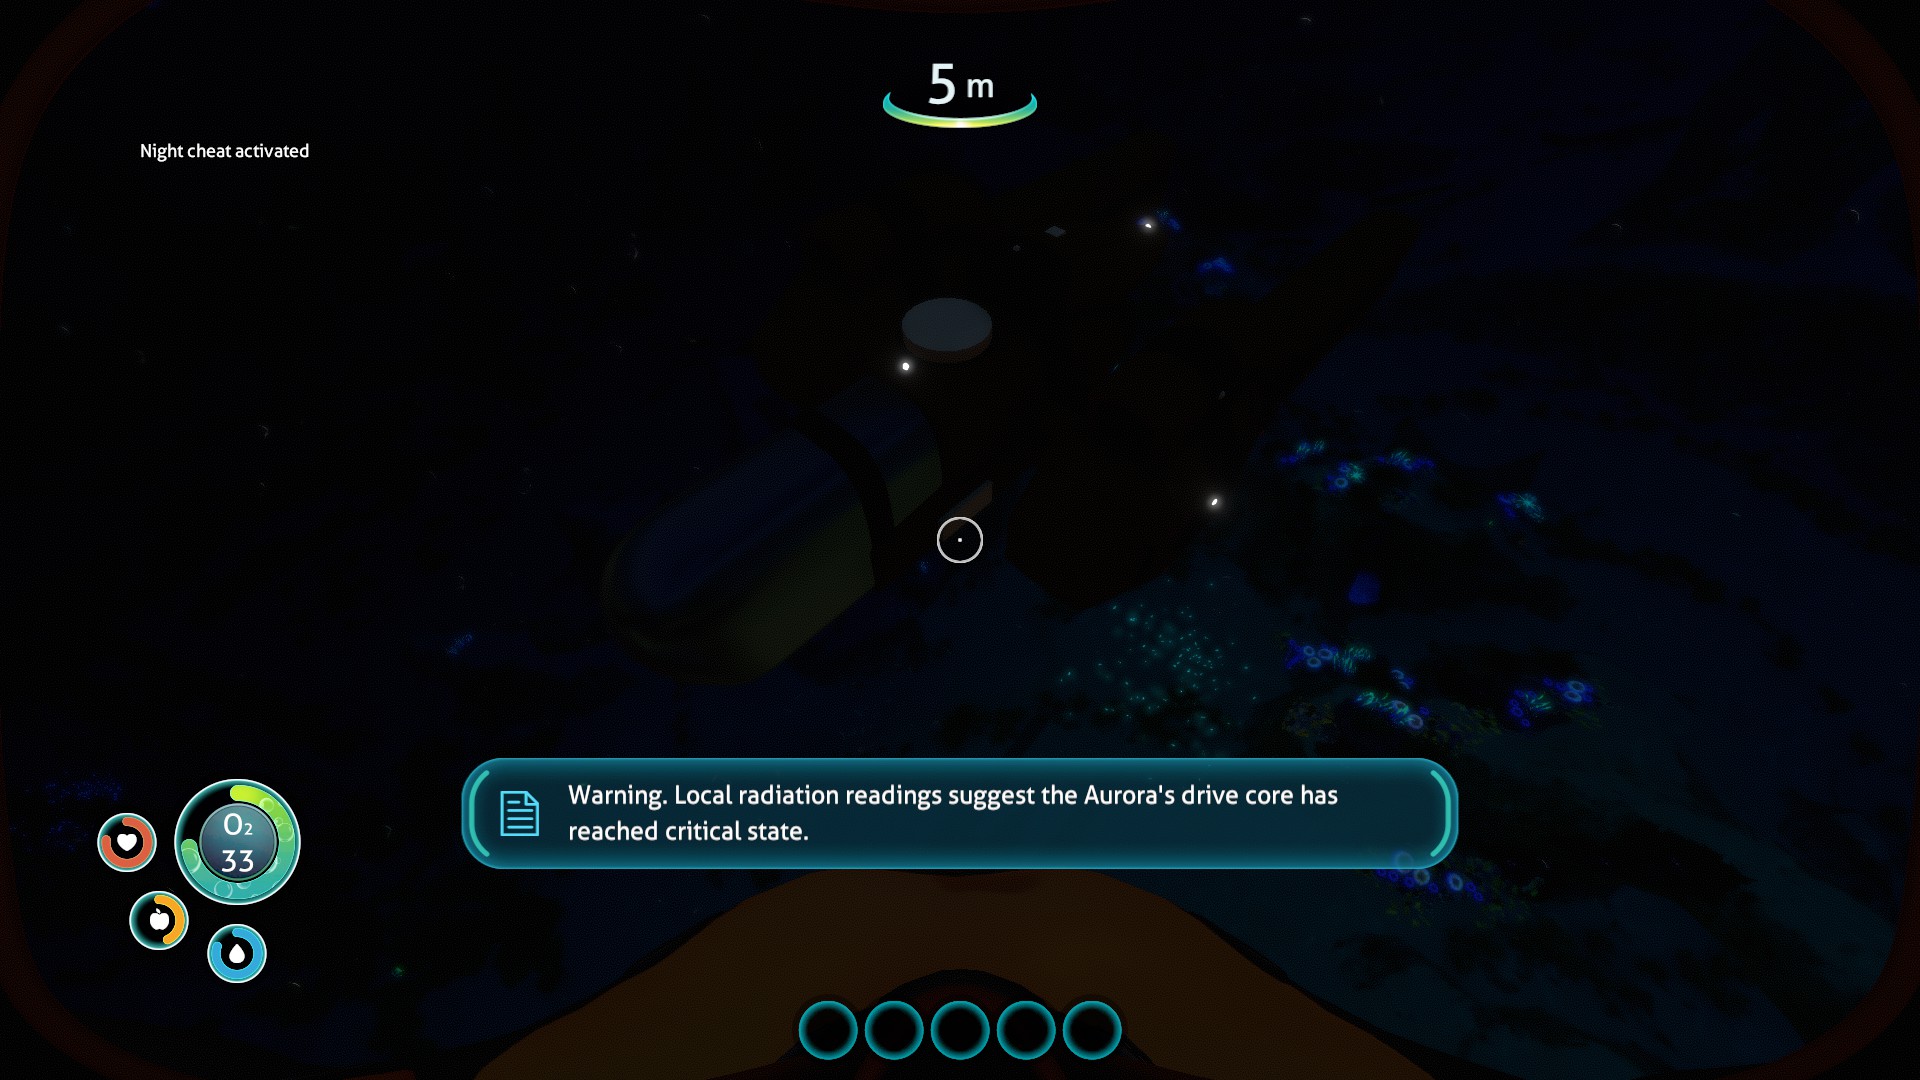 5 m
Night cheat activated
Warning. Local radiation readings suggest the Aurora's drive core has
reached critical state.
O₂
33